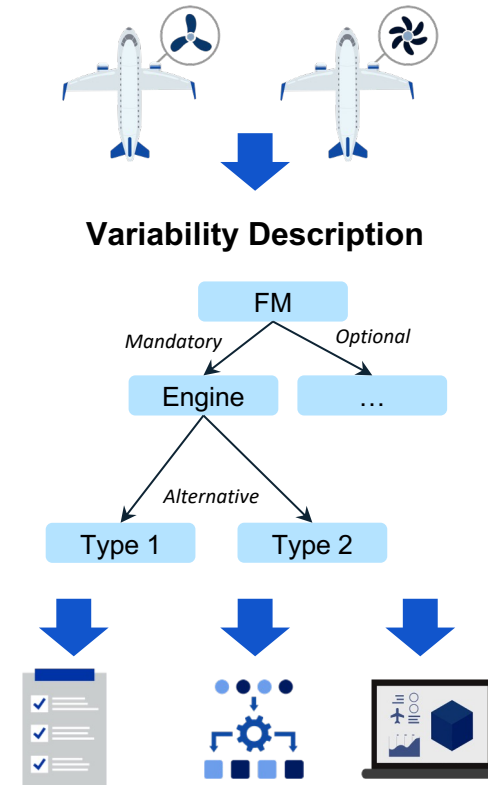 Variability Description
FM
Mandatory
Optional
Engine
…
Alternative
Type 1
Type 2